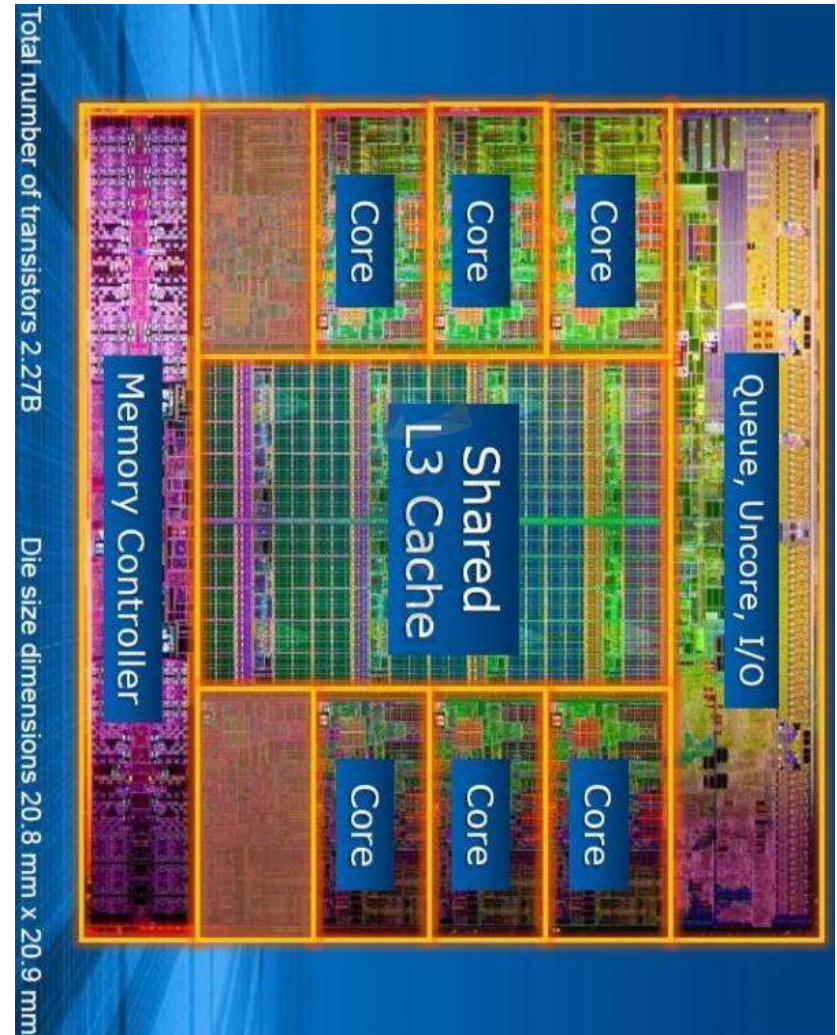 Queue, Uncore, I/O
Core
Core
Core
Core
Core
Core
Shared
L3 Cache
Memory Controller
Total number of transistors 2.27B
Die size dimensions 20.8 mm x 20.9 mm